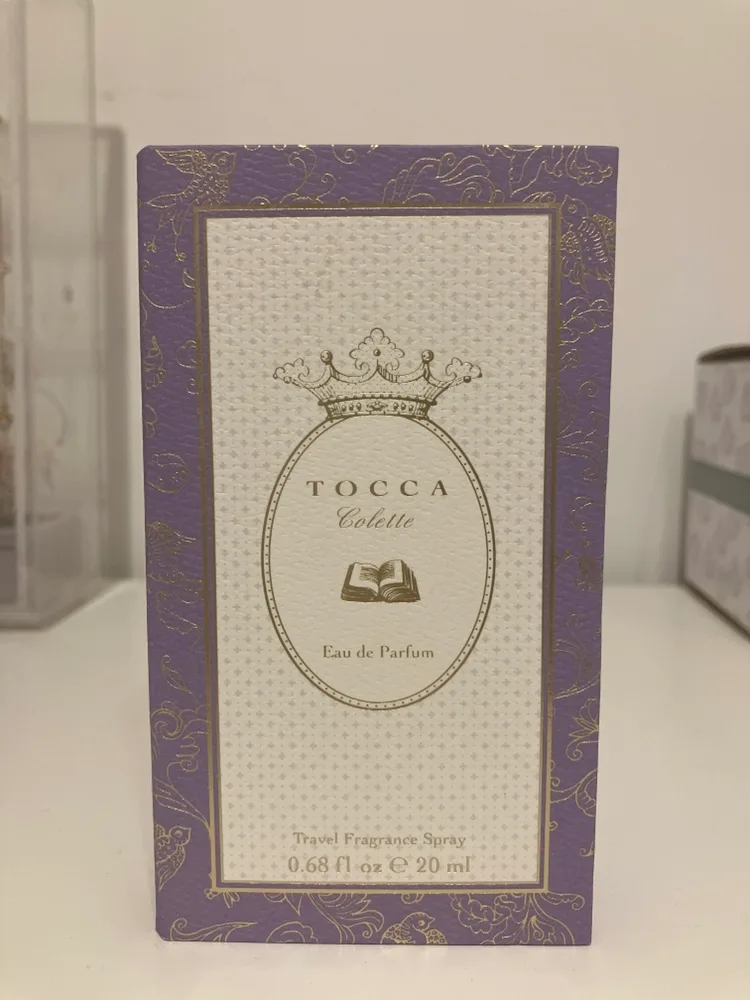 TOCCA
Colette
Eau de Parfum
Travel Fragrance Spray
0.68 fl oz ℮ 20 ml